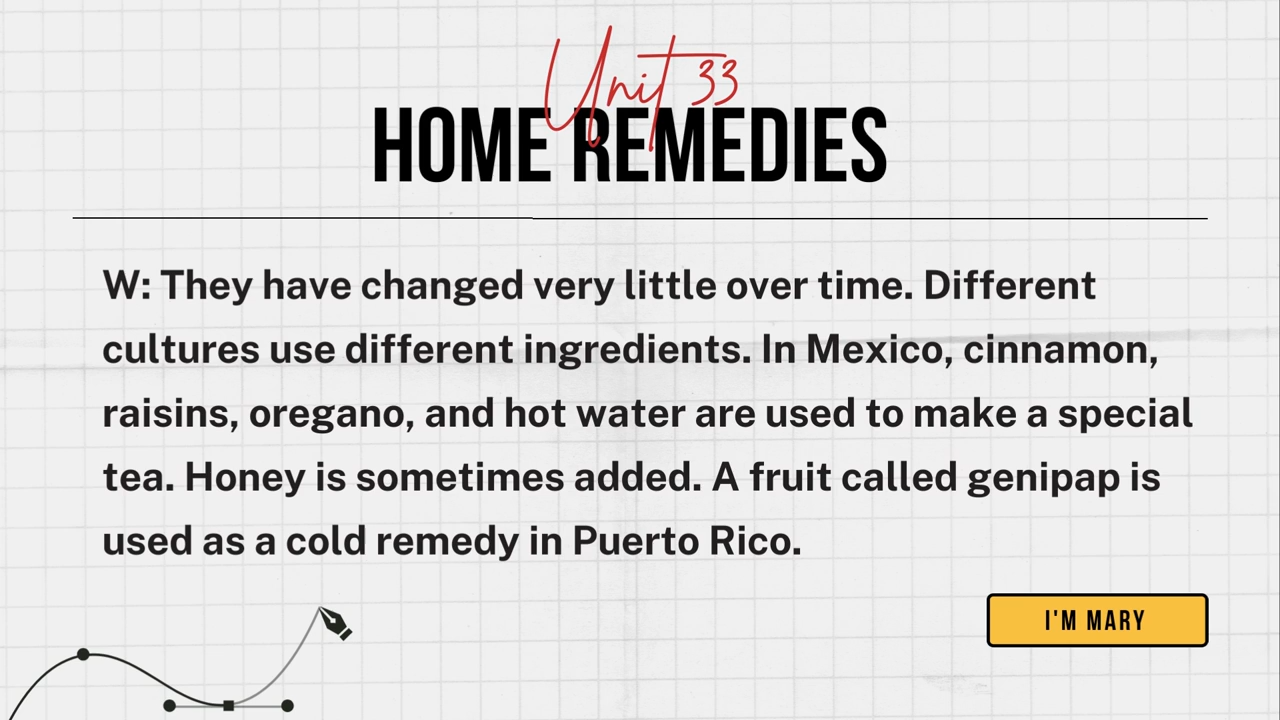 Unit 33
HOME REMEDIES
W: They have changed very little over time. Different
cultures use different ingredients. In Mexico, cinnamon,
raisins, oregano, and hot water are used to make a special
tea. Honey is sometimes added. A fruit called genipap is
used as a cold remedy in Puerto Rico.
I'M MARY